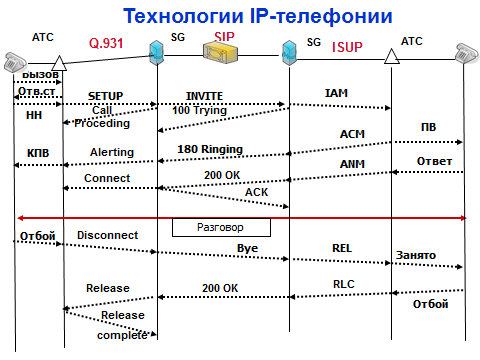 Технологии IP-телефонии
АТС
Q.931
SG
SIP
SG
ISUP
АТС
Вызов
Отв.ст
SETUP
INVITE
IAM
НН
Call
Proceding
100 Trying
ACM
ПВ
КПВ
Alerting
180 Ringing
ANM
Ответ
Connect
200 OK
ACK
Разговор
Отбой
Disconnect
Bye
REL
Занято
Release
200 OK
RLC
Отбой
Release
complete